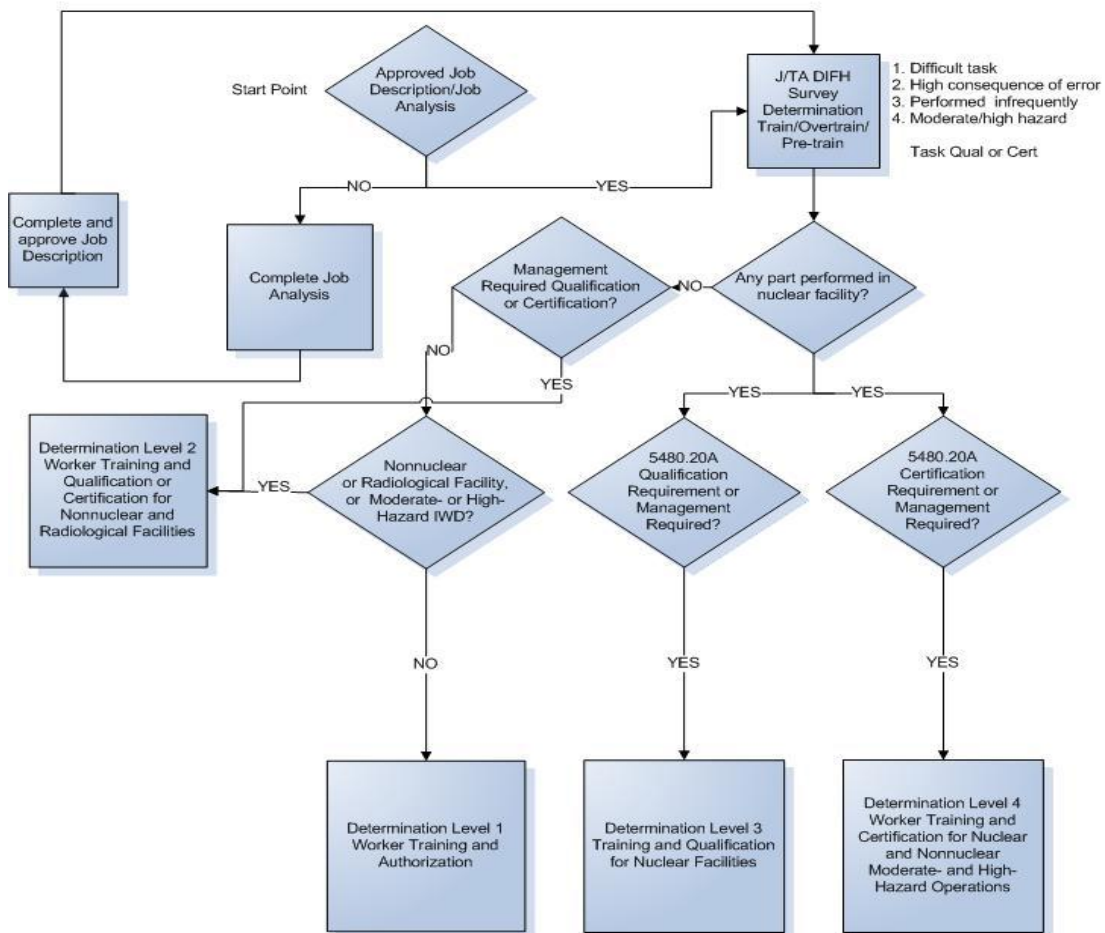 Start Point
Approved Job
Description/Job
Analysis
J/TA DIFH
Survey
Determination
Train/Overtrain/
Pre-train
1. Difficult task
2. High consequence of error
3. Performed infrequently
4. Moderate/high hazard
Task Qual or Cert
NO
YES
Complete and
approve Job
Description
Complete Job
Analysis
Management
Required Qualification
or Certification?
NO
Any part performed in
nuclear facility?
NO
YES
YES
YES
Determination Level 2
Worker Training and
Qualification or
Certification for
Nonnuclear and
Radiological Facilities
YES
Nonnuclear
or Radiological Facility,
or Moderate- or High-
Hazard IWD?
5480.20A
Qualification
Requirement or
Management
Required?
5480.20A
Certification
Requirement or
Management
Required?
NO
YES
YES
Determination Level 1
Worker Training and
Authorization
Determination Level 3
Training and Qualification
for Nuclear Facilities
Determination Level 4
Worker Training and
Certification for Nuclear
and Nonnuclear
Moderate- and High-
Hazard Operations